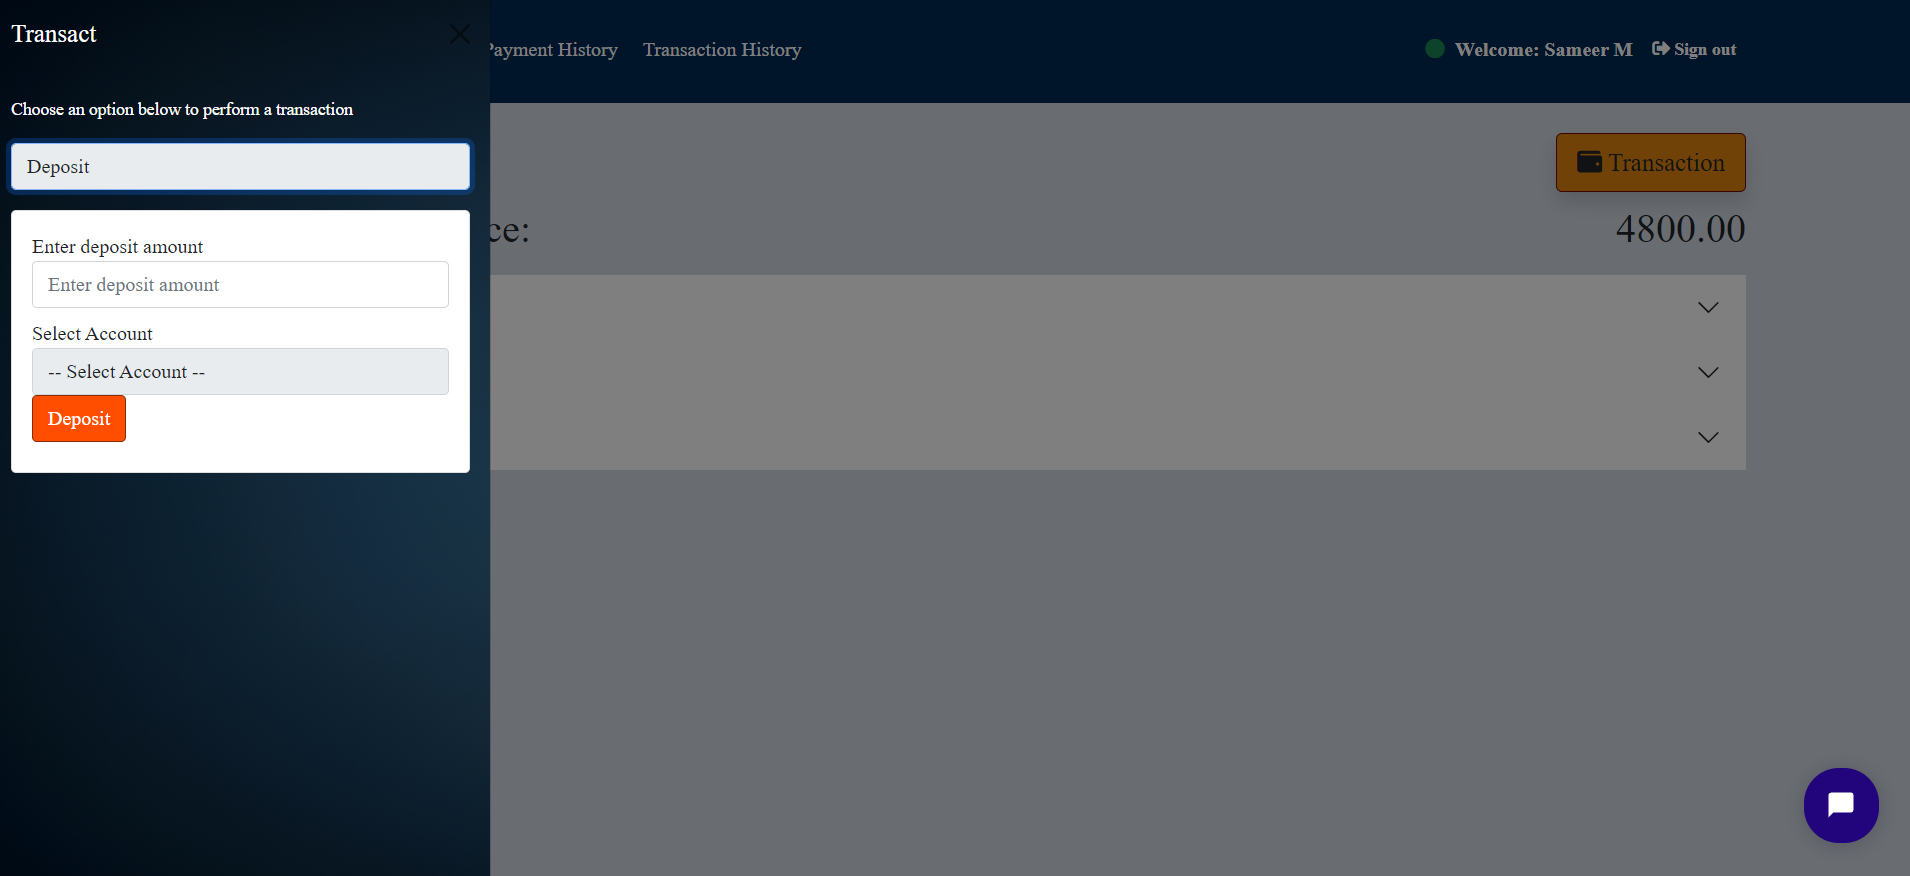 Transact
Payment History
Transaction History
Welcome: Sameer M
Sign out
Choose an option below to perform a transaction
Deposit
Transaction
ce:
4800.00
Enter deposit amount
Enter deposit amount
Select Account
-- Select Account --
Deposit